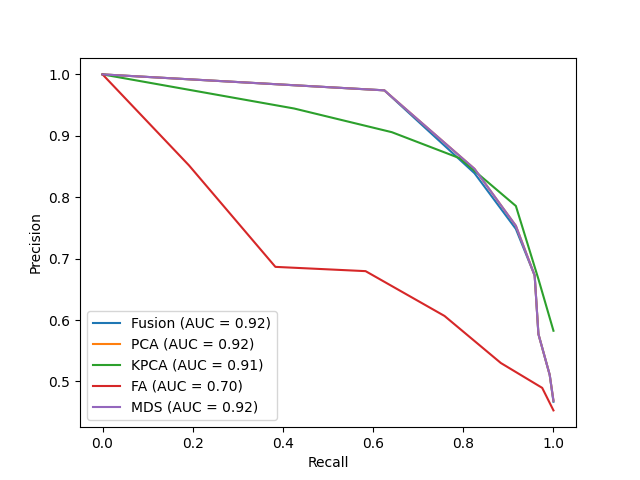 1.0
0.9
0.8
0.7
0.6
0.5
Precision
Fusion (AUC = 0.92)
PCA (AUC = 0.92)
KPCA (AUC = 0.91)
FA (AUC = 0.70)
MDS (AUC = 0.92)
0.0 0.2 0.4 0.6 0.8 1.0
Recall